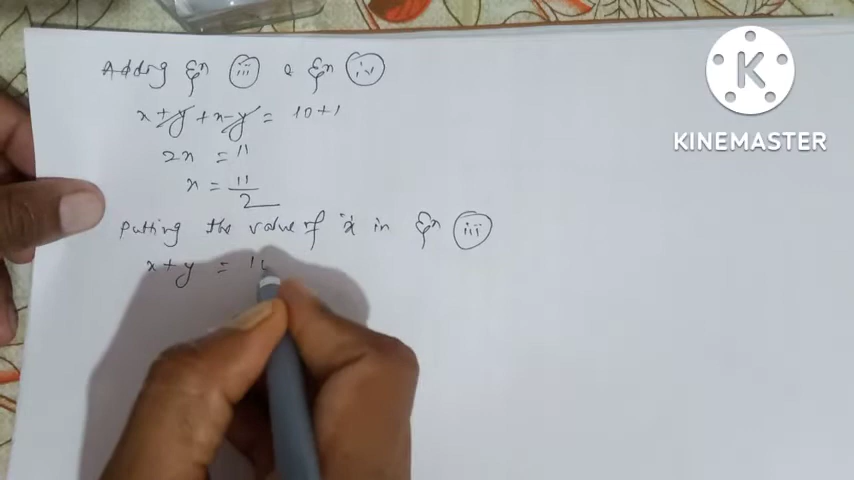 Adding Eqn (iii) & Eqn (iv)
x + y + x - y = 10 + 1
2x = 11
x = 11/2
Putting the value of "x" in Eqn (iii)
x + y =
K
KINEMASTER